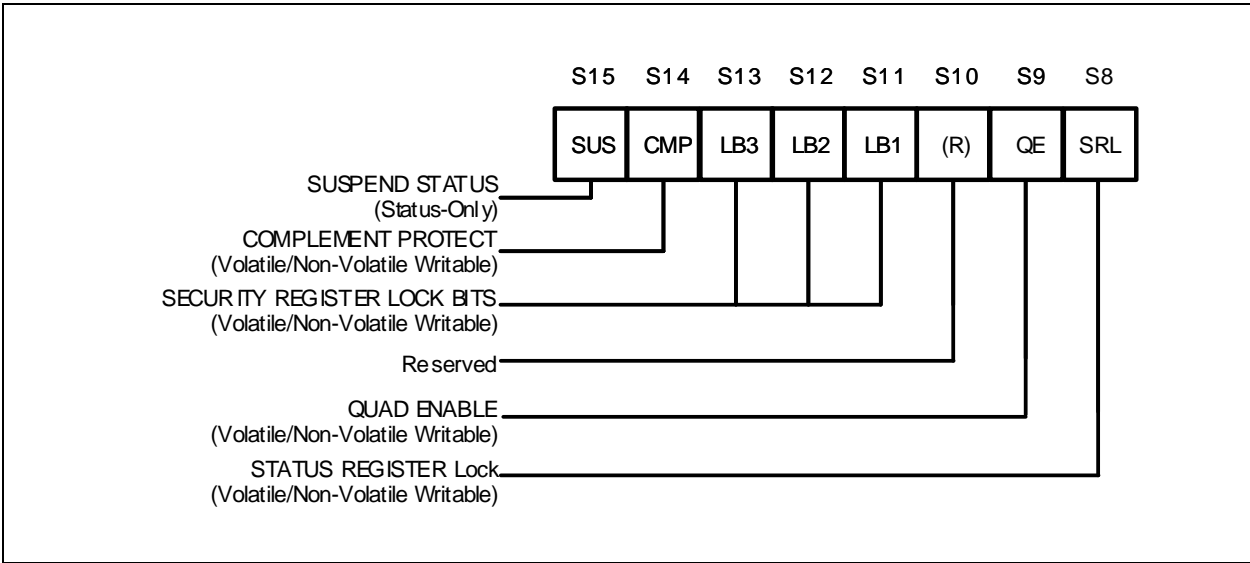 S15 S14 S13 S12 S11 S10 S9 S8
SUS CMP LB3 LB2 LB1 (R) QE SRL
SUSPEND STATUS
(Status-Only)
COMPLEMENT PROTECT
(Volatile/Non-Volatile Writable)
SECURITY REGISTER LOCK BITS
(Volatile/Non-Volatile Writable)
Reserved
QUAD ENABLE
(Volatile/Non-Volatile Writable)
STATUS REGISTER Lock
(Volatile/Non-Volatile Writable)